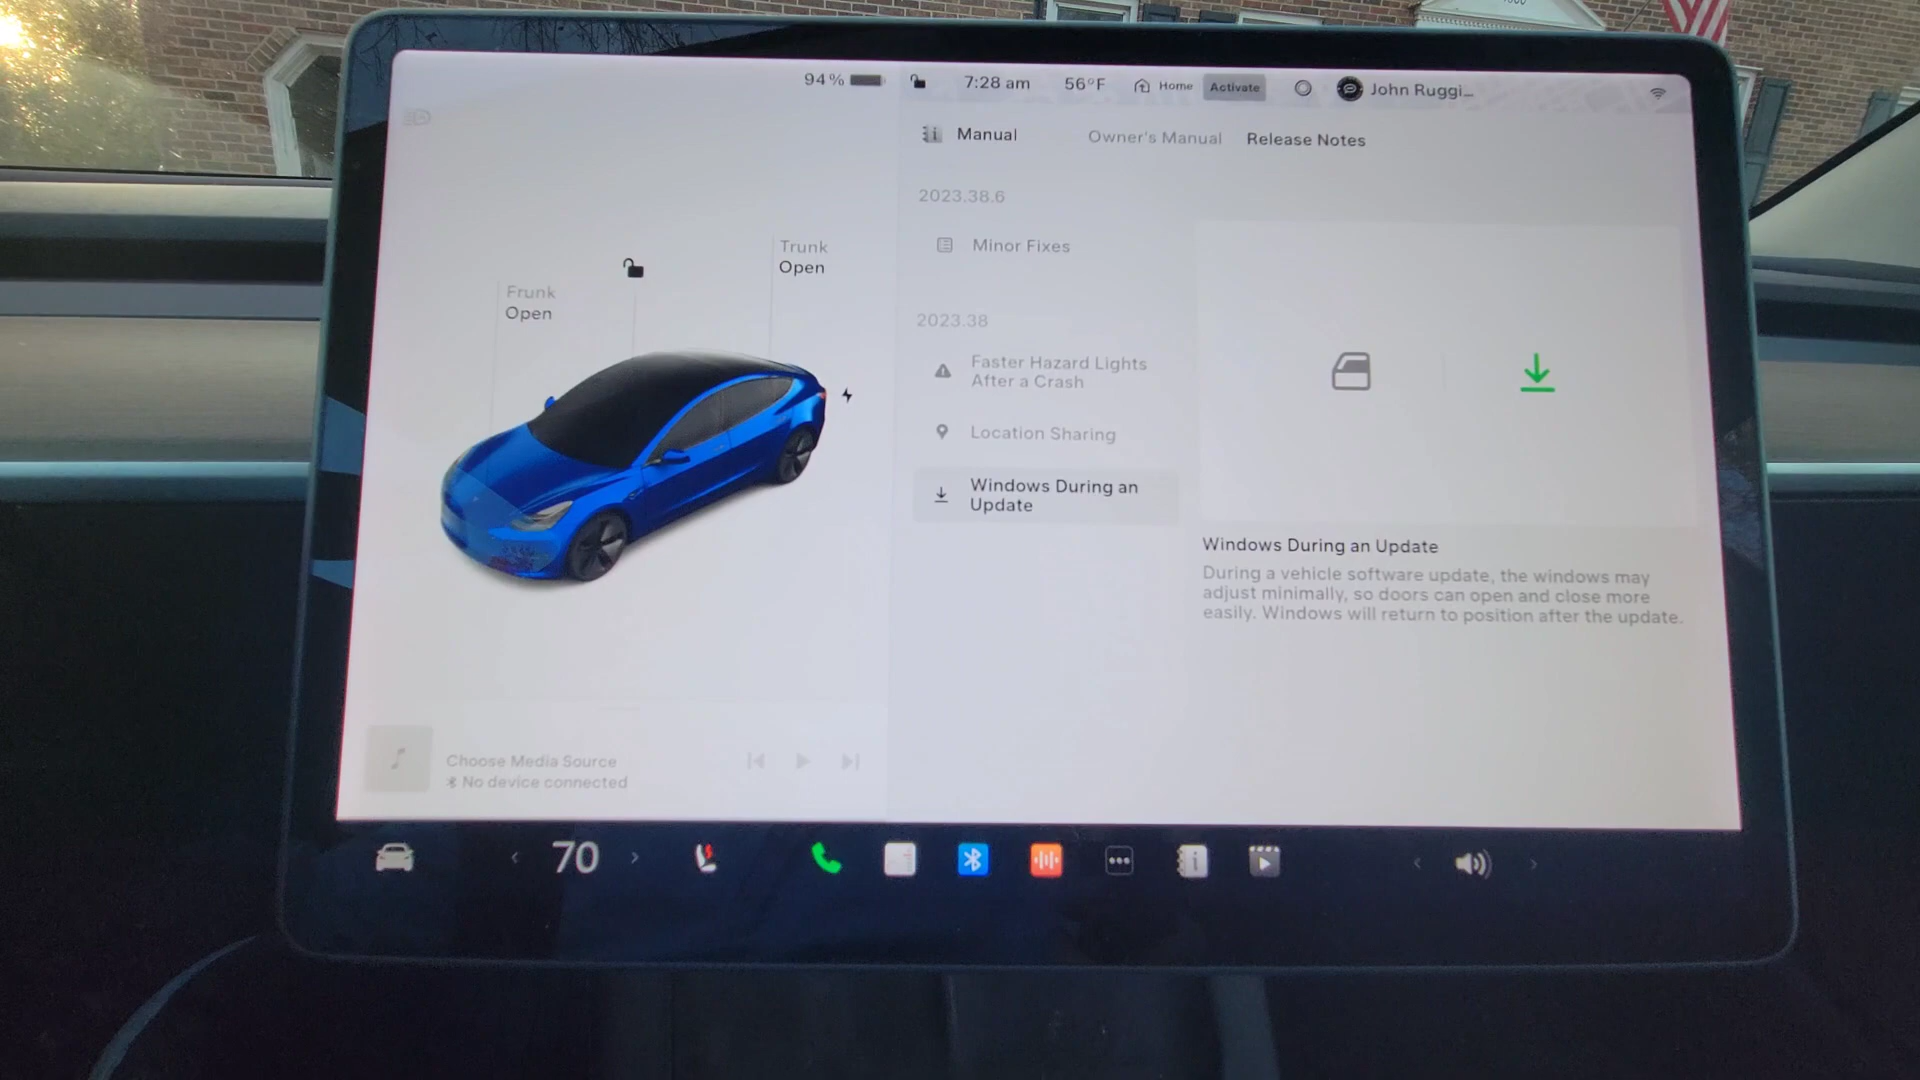 94%
7:28 am
56°F
Home
Activate
John Ruggi...
Manual
Owner's Manual
Release Notes
2023.38.6
Minor Fixes
Trunk
Open
Frunk
Open
2023.38
Faster Hazard Lights
After a Crash
Location Sharing
Windows During an
Update
Windows During an Update
During a vehicle software update, the windows may
adjust minimally, so doors can open and close more
easily. Windows will return to position after the update.
Choose Media Source
No device connected
70